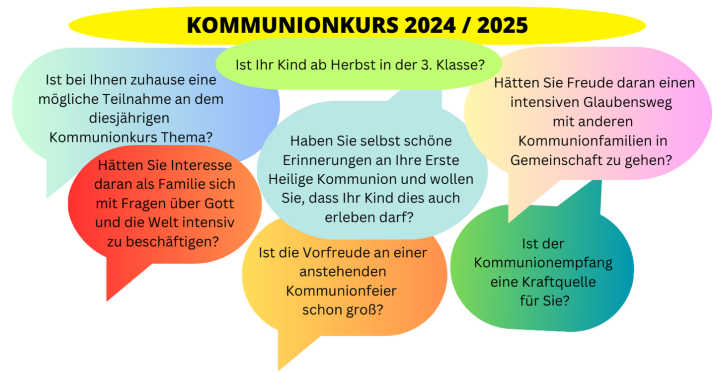 KOMMUNIONKURS 2024 / 2025
Ist Ihr Kind ab Herbst in der 3. Klasse?
Ist bei Ihnen zuhause eine
mögliche Teilnahme an dem
diesjährigen
Kommunionkurs Thema?
Hätten Sie Freude daran einen
intensiven Glaubensweg
mit anderen
Kommunionfamilien in
Gemeinschaft zu gehen?
Haben Sie selbst schöne
Erinnerungen an Ihre Erste
Heilige Kommunion und wollen
Sie, dass Ihr Kind dies auch
erleben darf?
Hätten Sie Interesse
daran als Familie sich
mit Fragen über Gott
und die Welt intensiv
zu beschäftigen?
Ist die Vorfreude an einer
anstehenden
Kommunionfeier
schon groß?
Ist der
Kommunionempfang
eine Kraftquelle
für Sie?